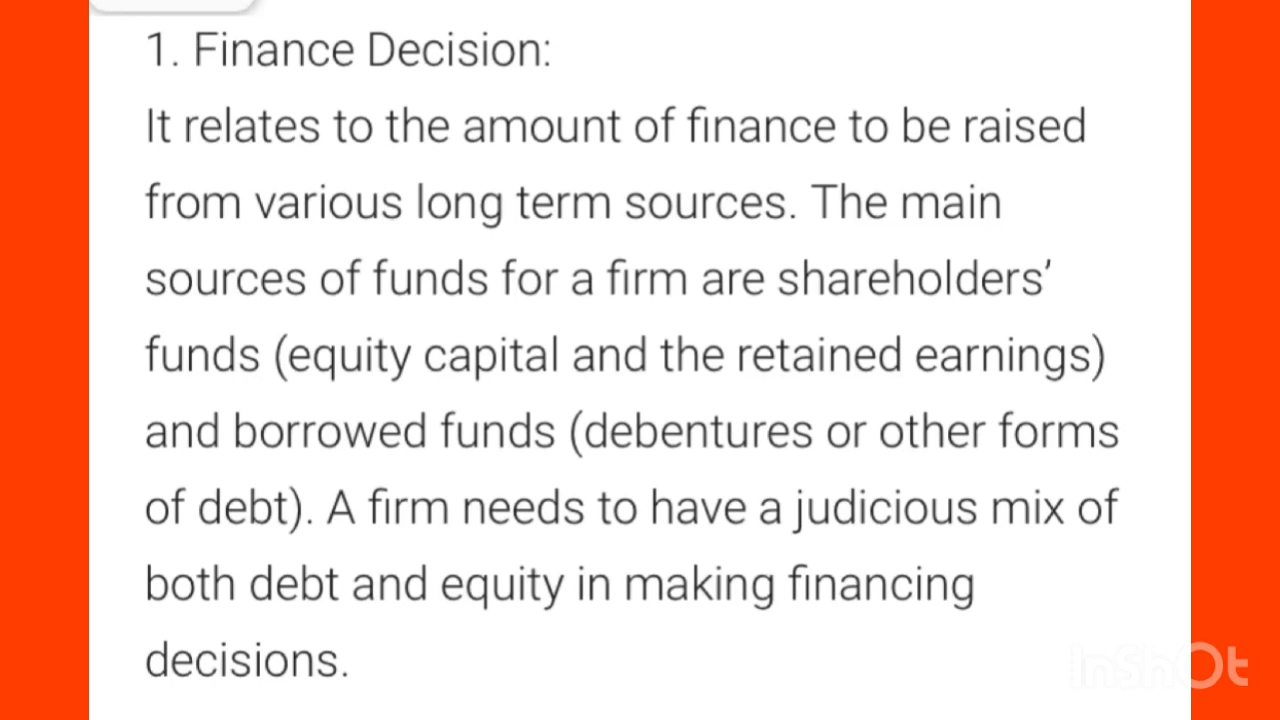 1. Finance Decision:
It relates to the amount of finance to be raised
from various long term sources. The main
sources of funds for a firm are shareholders’
funds (equity capital and the retained earnings)
and borrowed funds (debentures or other forms
of debt). A firm needs to have a judicious mix of
both debt and equity in making financing
decisions.
InShOt